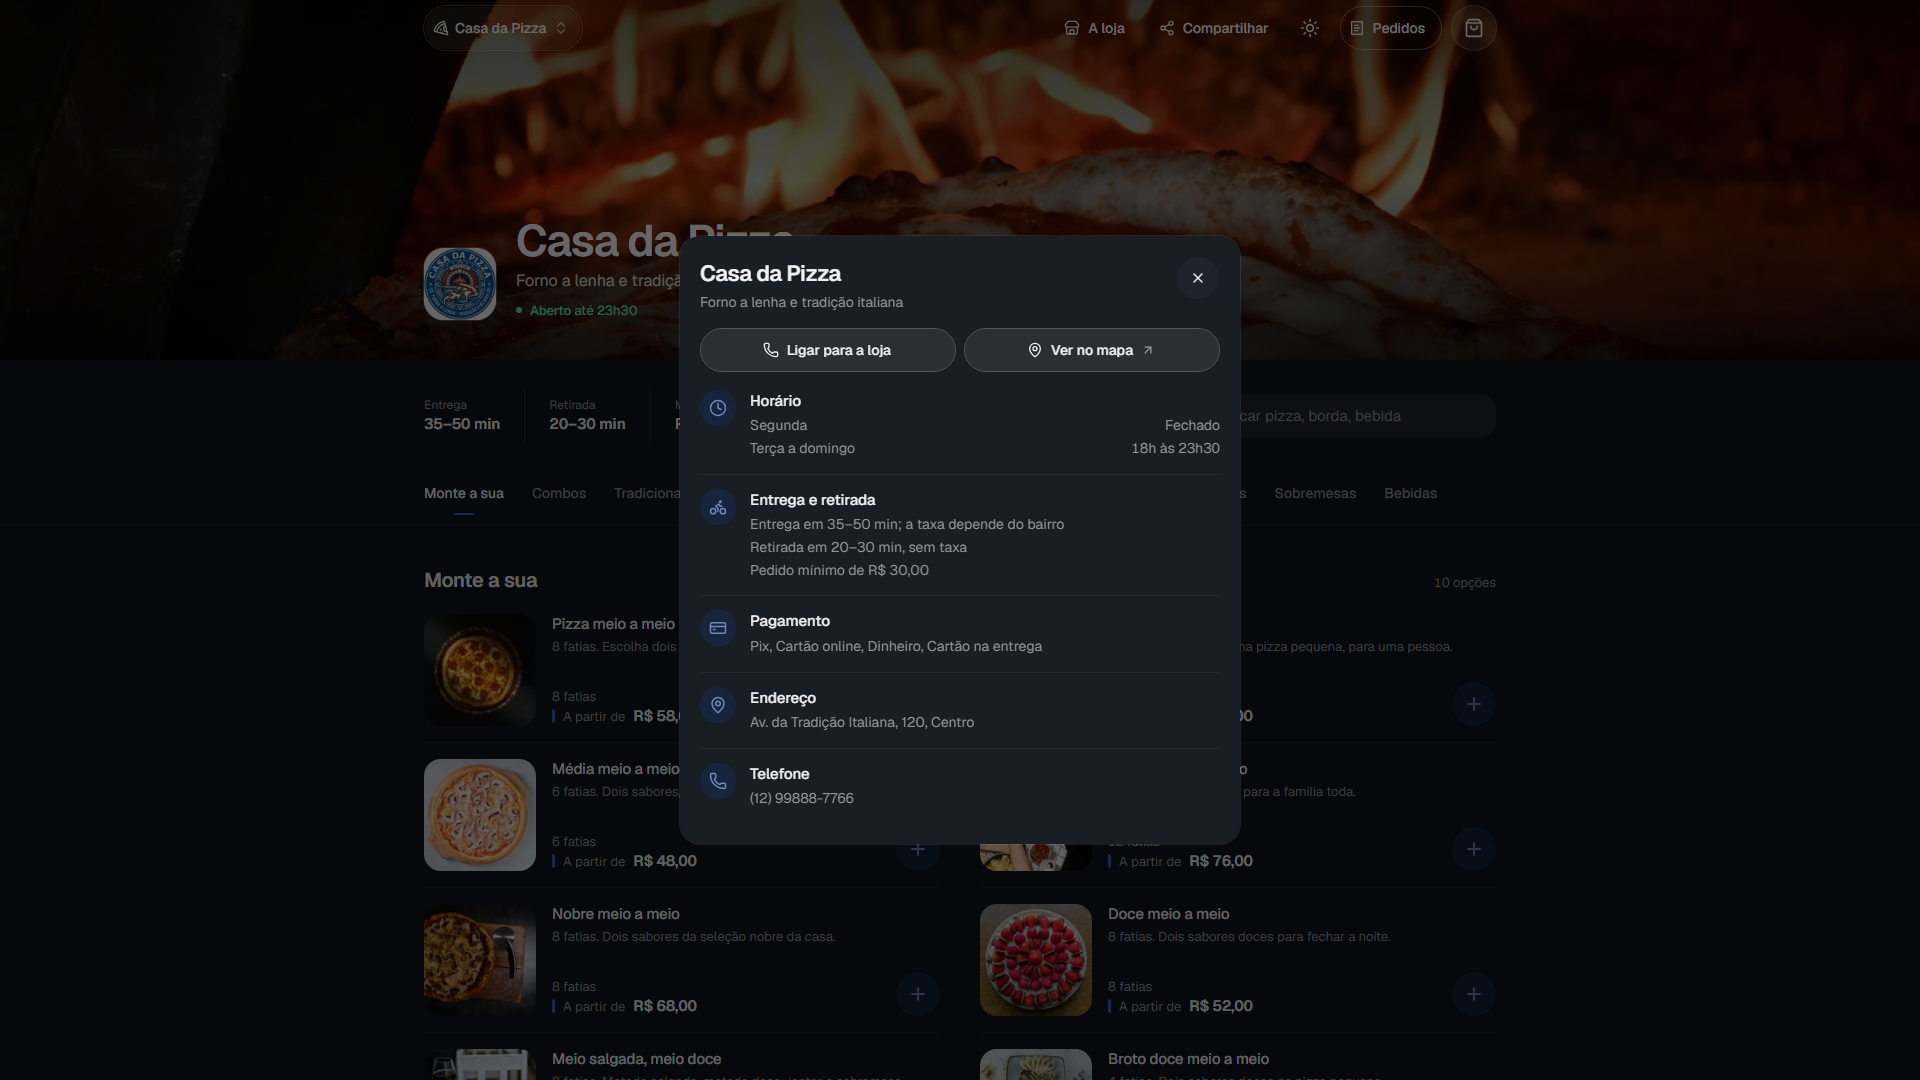 Casa da Pizza
A loja
Compartilhar
Pedidos
Casa da
Forno a lenha e tradiçã
Aberto até 23h30
CASA DA PIZZA
Casa da Pizza
Forno a lenha e tradição italiana
Ligar para a loja
Ver no mapa
Horário
Segunda Fechado
Terça a domingo 18h às 23h30
Entrega e retirada
Entrega em 35–50 min; a taxa depende do bairro
Retirada em 20–30 min, sem taxa
Pedido mínimo de R$ 30,00
Pagamento
Pix, Cartão online, Dinheiro, Cartão na entrega
Endereço
Av. da Tradição Italiana, 120, Centro
Telefone
(12) 99888-7766
Entrega
35–50 min
Retirada
20–30 min
car pizza, borda, bebida
Monte a sua
Combos
Tradiciona
s
Sobremesas
Bebidas
Monte a sua
10 opções
Pizza meio a meio
8 fatias. Escolha dois
8 fatias
A partir de R$ 58,
na pizza pequena, para uma pessoa.
00
Média meio a meio
6 fatias. Dois sabores,
6 fatias
A partir de R$ 48,00
o
para a família toda.
A partir de R$ 76,00
Nobre meio a meio
8 fatias. Dois sabores da seleção nobre da casa.
8 fatias
A partir de R$ 68,00
Doce meio a meio
8 fatias. Dois sabores doces para fechar a noite.
8 fatias
A partir de R$ 52,00
Meio salgada, meio doce
Broto doce meio a meio